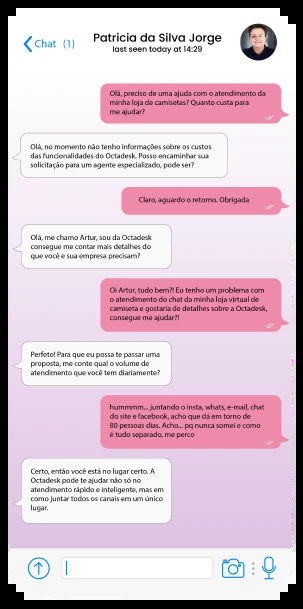 Chat (1)
Patricia da Silva Jorge
last seen today at 14:29
Olá, preciso de uma ajuda com o atendimento da
minha loja de camisetas? Quanto custa para
me ajudar?
Olá, no momento não tenho informações sobre os custos
das funcionalidades do Octadesk. Posso encaminhar sua
solicitação para um agente especializado, pode ser?
Claro, aguardo o retorno. Obrigada
Olá, me chamo Artur, sou da Octadesk
consegue me contar mais detalhes do
que você e sua empresa precisam?
Oi Artur, tudo bem?! Eu tenho um problema com
o atendimento do chat da minha loja virtual de
camiseta e gostaria de detalhes sobre a Octadesk,
consegue me ajudar?!
Perfeito! Para que eu possa te passar uma
proposta, me conte qual o volume de
atendimento que você tem diariamente?
hummmm... juntando o insta, whats, e-mail, chat
do site e facebook, acho que dá em torno de
80 pessoas dias. Acho... pq nunca somei e como
é tudo separado, me perco
Certo, então você está no lugar certo. A
Octadesk pode te ajudar não só no
atendimento rápido e inteligente, mas em
como juntar todos os canais em um único
lugar.